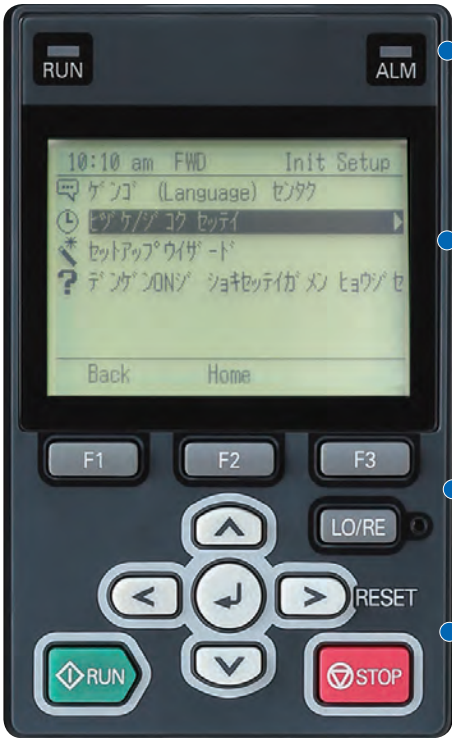 RUN
ALM
10:10 am FWD Init Setup
ｹﾞﾝｺﾞ (Language) ｾﾝﾀｸ
ﾋﾂﾞｹ/ｼﾞｺｸ ｾｯﾃｲ
ｾｯﾄｱｯﾌﾟｳｨｻﾞｰﾄﾞ
? ﾃﾞﾝｹﾞﾝONｼﾞ ｼｮｷｾｯﾃｲｶﾞﾒﾝ ﾋｮｳｼﾞｾ
Back Home
F1 F2 F3
LO/RE
RESET
RUN
STOP